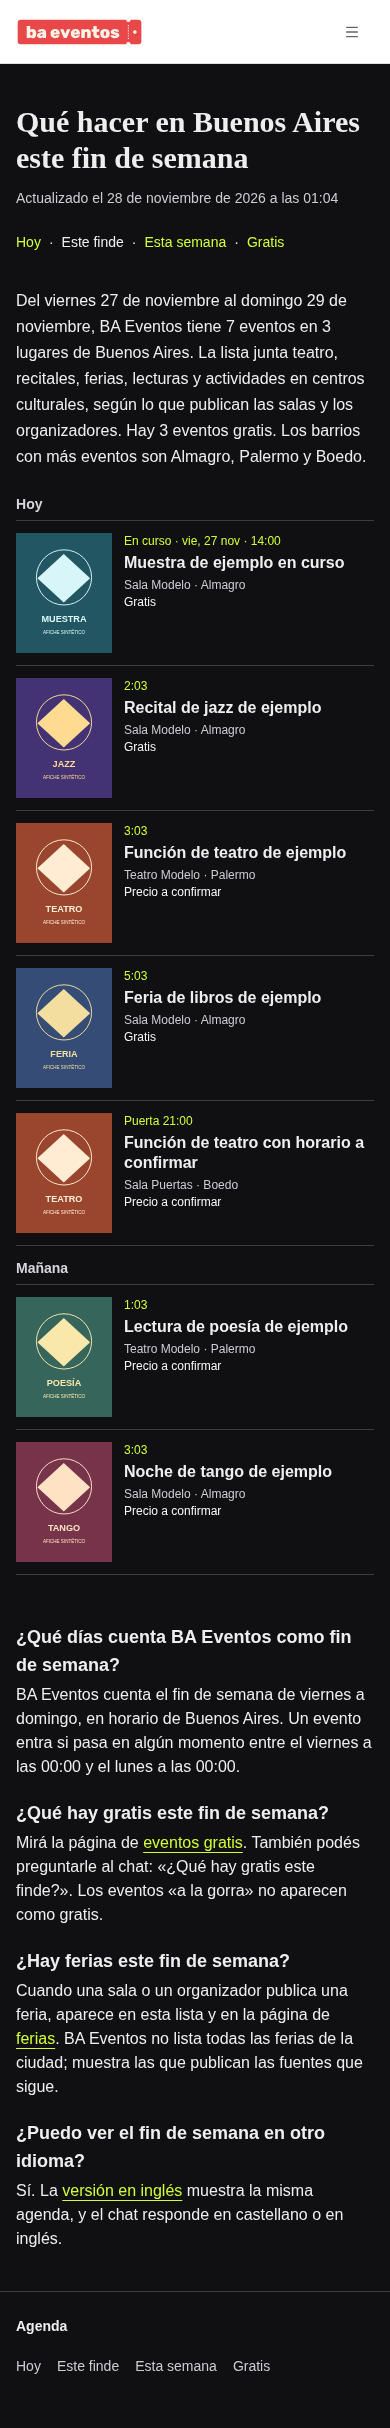 ba eventos
Qué hacer en Buenos Aires
este fin de semana
Actualizado el 28 de noviembre de 2026 a las 01:04
Hoy · Este finde · Esta semana · Gratis
Del viernes 27 de noviembre al domingo 29 de
noviembre, BA Eventos tiene 7 eventos en 3
lugares de Buenos Aires. La lista junta teatro,
recitales, ferias, lecturas y actividades en centros
culturales, según lo que publican las salas y los
organizadores. Hay 3 eventos gratis. Los barrios
con más eventos son Almagro, Palermo y Boedo.
Hoy
MUESTRA
AFICHE SINTÉTICO
En curso · vie, 27 nov · 14:00
Muestra de ejemplo en curso
Sala Modelo · Almagro
Gratis
JAZZ
AFICHE SINTÉTICO
2:03
Recital de jazz de ejemplo
Sala Modelo · Almagro
Gratis
TEATRO
AFICHE SINTÉTICO
3:03
Función de teatro de ejemplo
Teatro Modelo · Palermo
Precio a confirmar
FERIA
AFICHE SINTÉTICO
5:03
Feria de libros de ejemplo
Sala Modelo · Almagro
Gratis
TEATRO
AFICHE SINTÉTICO
Puerta 21:00
Función de teatro con horario a
confirmar
Sala Puertas · Boedo
Precio a confirmar
Mañana
POESÍA
AFICHE SINTÉTICO
1:03
Lectura de poesía de ejemplo
Teatro Modelo · Palermo
Precio a confirmar
TANGO
AFICHE SINTÉTICO
3:03
Noche de tango de ejemplo
Sala Modelo · Almagro
Precio a confirmar
¿Qué días cuenta BA Eventos como fin
de semana?
BA Eventos cuenta el fin de semana de viernes a
domingo, en horario de Buenos Aires. Un evento
entra si pasa en algún momento entre el viernes a
las 00:00 y el lunes a las 00:00.
¿Qué hay gratis este fin de semana?
Mirá la página de eventos gratis. También podés
preguntarle al chat: «¿Qué hay gratis este
finde?». Los eventos «a la gorra» no aparecen
como gratis.
¿Hay ferias este fin de semana?
Cuando una sala o un organizador publica una
feria, aparece en esta lista y en la página de
ferias. BA Eventos no lista todas las ferias de la
ciudad; muestra las que publican las fuentes que
sigue.
¿Puedo ver el fin de semana en otro
idioma?
Sí. La versión en inglés muestra la misma
agenda, y el chat responde en castellano o en
inglés.
Agenda
Hoy Este finde Esta semana Gratis